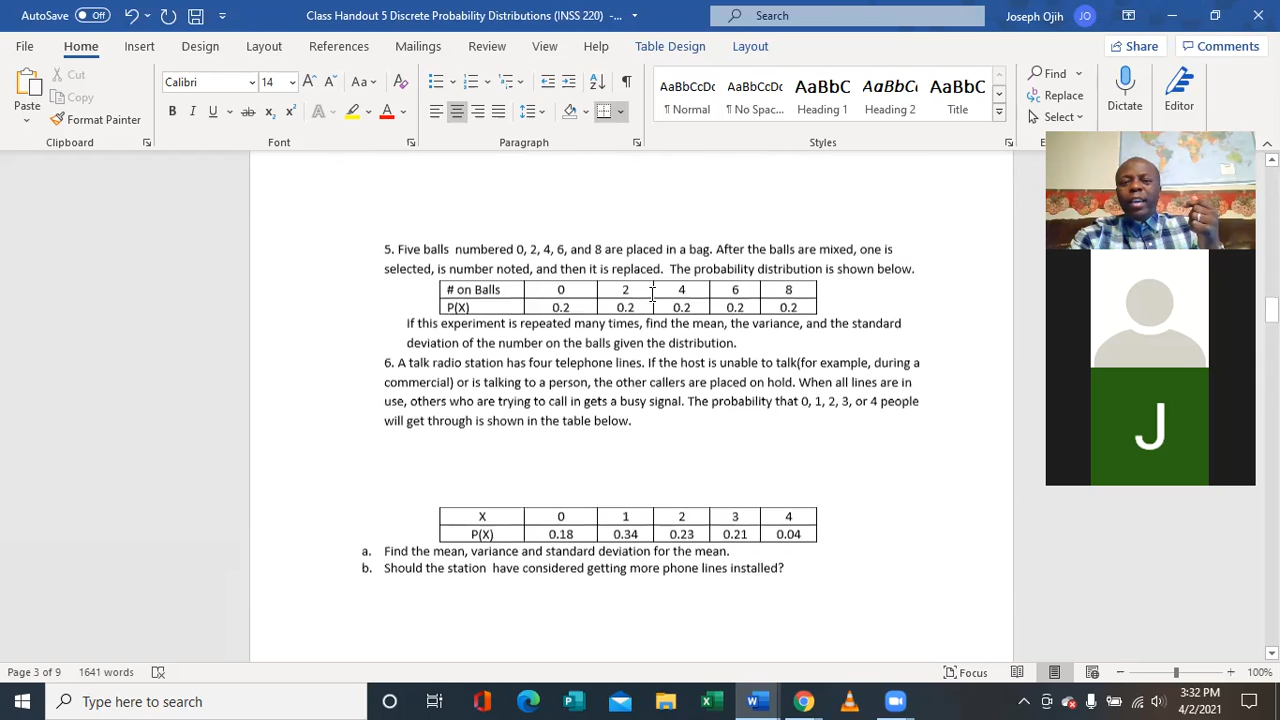 AutoSave Off Class Handout 5 Discrete Probability Distributions (INSS 220) -... Search Joseph Ojih JO
File Home Insert Design Layout References Mailings Review View Help Table Design Layout Share Comments
Paste Cut Copy Format Painter
Calibri 14 Aa
B I U ab x₂ x² A A
AaBbCcDc AaBbCcDc AaBbC AaBbCc AaBbC
¶ Normal ¶ No Spac... Heading 1 Heading 2 Title
Find Replace Select Dictate Editor
Clipboard Font Paragraph Styles
5. Five balls numbered 0, 2, 4, 6, and 8 are placed in a bag. After the balls are mixed, one is
selected, is number noted, and then it is replaced. The probability distribution is shown below.
# on Balls 0 2 4 6 8
P(X) 0.2 0.2 0.2 0.2 0.2
If this experiment is repeated many times, find the mean, the variance, and the standard
deviation of the number on the balls given the distribution.
6. A talk radio station has four telephone lines. If the host is unable to talk(for example, during a
commercial) or is talking to a person, the other callers are placed on hold. When all lines are in
use, others who are trying to call in gets a busy signal. The probability that 0, 1, 2, 3, or 4 people
will get through is shown in the table below.
X 0 1 2 3 4
P(X) 0.18 0.34 0.23 0.21 0.04
a. Find the mean, variance and standard deviation for the mean.
b. Should the station have considered getting more phone lines installed?
J
Page 3 of 9 1641 words Focus 100%
Type here to search
3:32 PM
4/2/2021